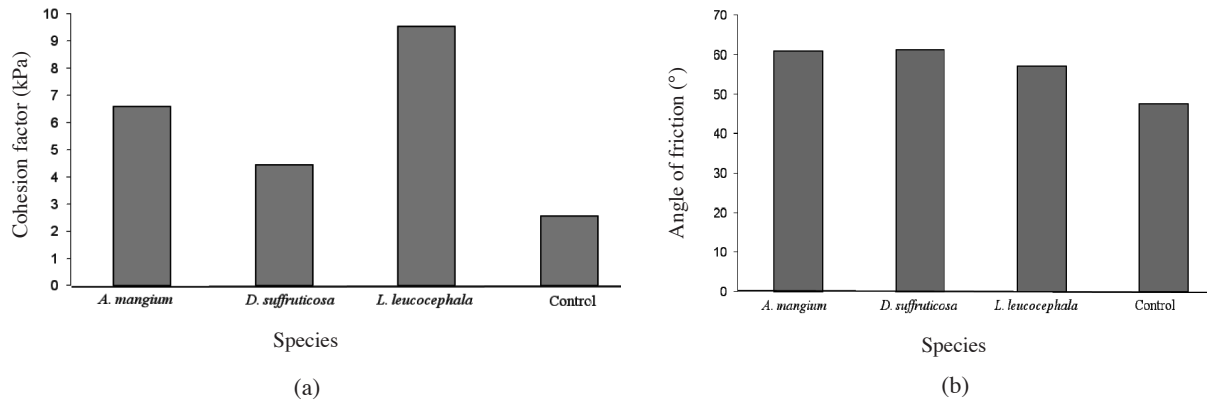 Cohesion factor (kPa)
10
9
8
7
6
5
4
3
2
1
0
A. mangium D. suffruticosa L. leucocephala Control
Species
(a)
Angle of friction (°)
70
60
50
40
30
20
10
0
A. mangium D. suffruticosa L. leucocephala Control
Species
(b)